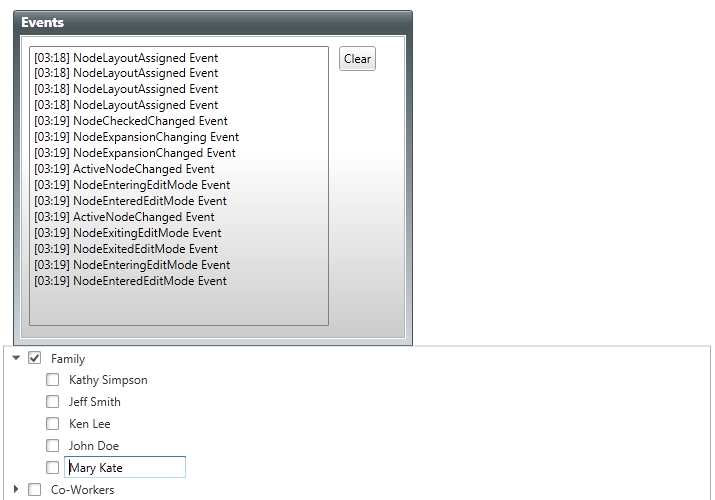 Events
[03:18] NodeLayoutAssigned Event
Clear
[03:18] NodeLayoutAssigned Event
[03:18] NodeLayoutAssigned Event
[03:18] NodeLayoutAssigned Event
[03:19] NodeCheckedChanged Event
[03:19] NodeExpansionChanging Event
[03:19] NodeExpansionChanged Event
[03:19] ActiveNodeChanged Event
[03:19] NodeEnteringEditMode Event
[03:19] NodeEnteredEditMode Event
[03:19] ActiveNodeChanged Event
[03:19] NodeExitingEditMode Event
[03:19] NodeExitedEditMode Event
[03:19] NodeEnteringEditMode Event
[03:19] NodeEnteredEditMode Event
Family
Kathy Simpson
Jeff Smith
Ken Lee
John Doe
Mary Kate
Co-Workers